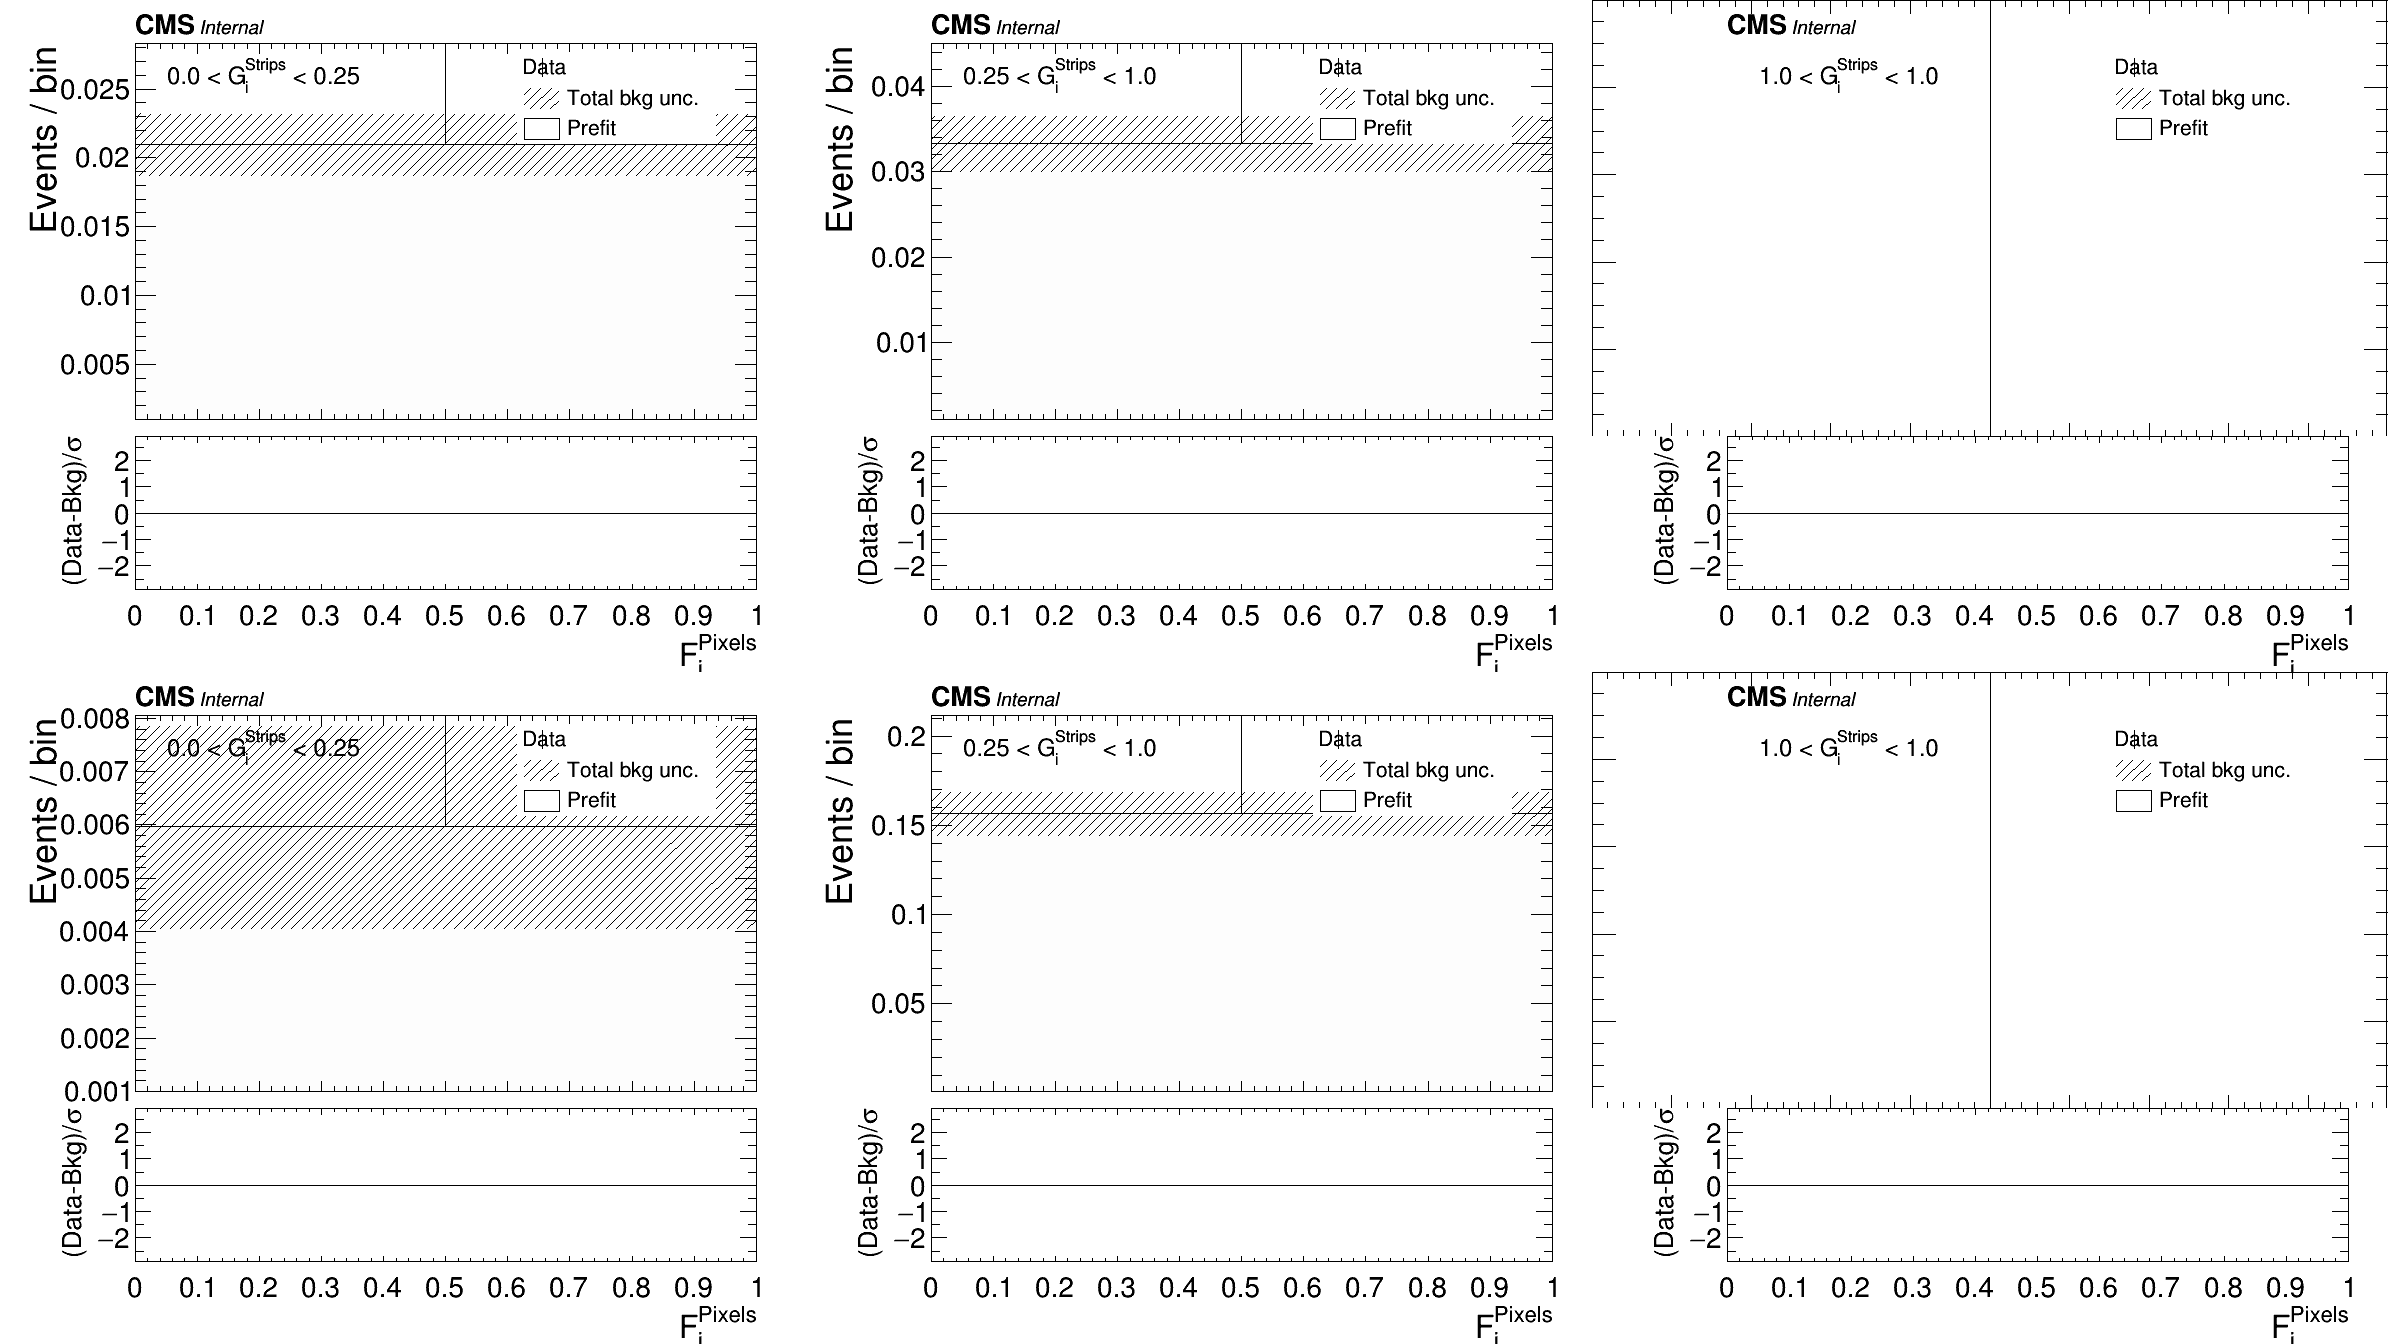 CMS Internal
Events / bin
0.0 < G_i^Strips < 0.25
Data
Total bkg unc.
Prefit
0.025
0.02
0.015
0.01
0.005
(Data-Bkg)/σ
2
1
0
−1
−2
0 0.1 0.2 0.3 0.4 0.5 0.6 0.7 0.8 0.9 1
F_i^Pixels
CMS Internal
Events / bin
0.25 < G_i^Strips < 1.0
Data
Total bkg unc.
Prefit
0.04
0.03
0.02
0.01
(Data-Bkg)/σ
2
1
0
−1
−2
0 0.1 0.2 0.3 0.4 0.5 0.6 0.7 0.8 0.9 1
F_i^Pixels
CMS Internal
1.0 < G_i^Strips < 1.0
Data
Total bkg unc.
Prefit
(Data-Bkg)/σ
2
1
0
−1
−2
0 0.1 0.2 0.3 0.4 0.5 0.6 0.7 0.8 0.9 1
F_i^Pixels
CMS Internal
Events / bin
0.0 < G_i^Strips < 0.25
Data
Total bkg unc.
Prefit
0.008
0.007
0.006
0.005
0.004
0.003
0.002
0.001
(Data-Bkg)/σ
2
1
0
−1
−2
0 0.1 0.2 0.3 0.4 0.5 0.6 0.7 0.8 0.9 1
F_i^Pixels
CMS Internal
Events / bin
0.25 < G_i^Strips < 1.0
Data
Total bkg unc.
Prefit
0.2
0.15
0.1
0.05
(Data-Bkg)/σ
2
1
0
−1
−2
0 0.1 0.2 0.3 0.4 0.5 0.6 0.7 0.8 0.9 1
F_i^Pixels
CMS Internal
1.0 < G_i^Strips < 1.0
Data
Total bkg unc.
Prefit
(Data-Bkg)/σ
2
1
0
−1
−2
0 0.1 0.2 0.3 0.4 0.5 0.6 0.7 0.8 0.9 1
F_i^Pixels